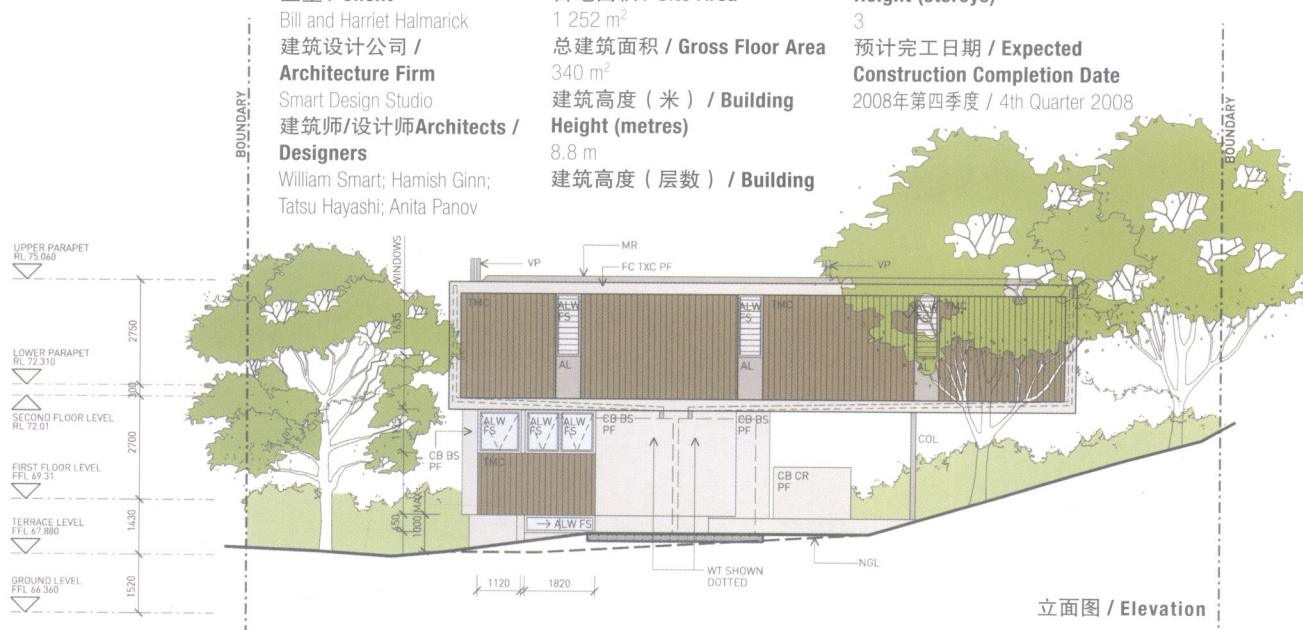 Bill and Harriet Halmarick
建筑设计公司 /
Architecture Firm
Smart Design Studio
建筑师/设计师Architects /
Designers
William Smart; Hamish Ginn;
Tatsu Hayashi; Anita Panov
1 252 m²
总建筑面积 / Gross Floor Area
340 m²
建筑高度（米）/ Building
Height (metres)
8.8 m
建筑高度（层数）/ Building
Height (storeys)
3
预计完工日期 / Expected
Construction Completion Date
2008年第四季度 / 4th Quarter 2008
BOUNDARY
BOUNDARY
UPPER PARAPET
RL 75.060
LOWER PARAPET
RL 72.310
SECOND FLOOR LEVEL
RL 72.01
FIRST FLOOR LEVEL
FFL 69.31
TERRACE LEVEL
FFL 67.880
GROUND LEVEL
FFL 66.360
2750
300
2700
1430
1520
WINDOWS
1635
650
1000 MAX
VP
MR
FC TXC PF
VP
TMC
ALW
FS
AL
ALW
FS
TMC
AL
ALW
FS
TMC
AL
CB BS
PF
ALW
FS
ALW
FS
ALW
FS
CB BS
PF
CB BS
PF
TMC
COL
CB CR
PF
ALW FS
WT SHOWN
DOTTED
NGL
1120
1820
立面图 / Elevation